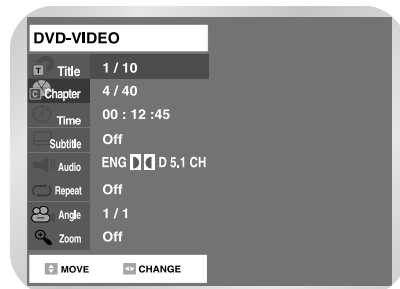 DVD-VIDEO
T Title 1 / 10
C Chapter 4 / 40
Time 00 : 12 :45
Subtitle Off
Audio ENG D D 5.1 CH
Repeat Off
Angle 1 / 1
Zoom Off
MOVE CHANGE